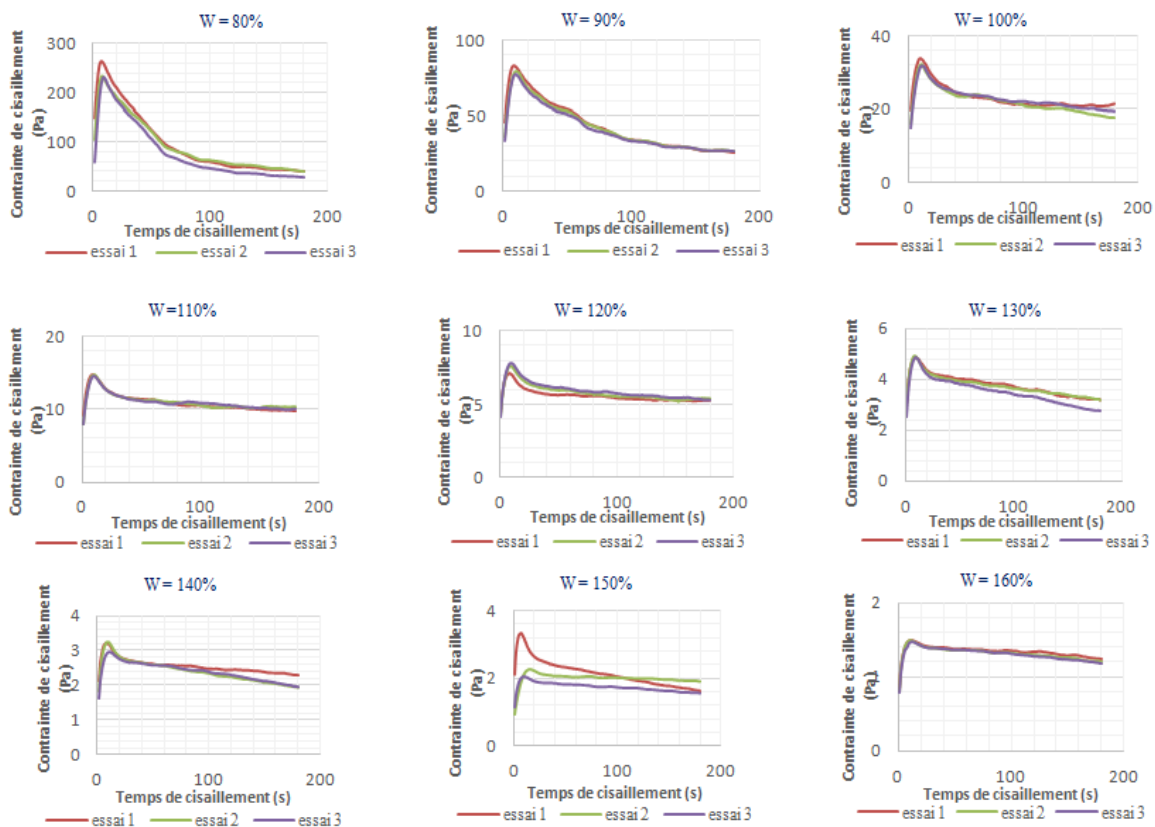 W = 80%
Contrainte de cisaillement
(Pa)
300
200
100
0
0
100
200
Temps de cisaillement (s)
essai 1
essai 2
essai 3
W = 90%
Contrainte de cisaillement
(Pa)
100
50
0
0
100
200
Temps de cisaillement (s)
essai 1
essai 2
essai 3
W = 100%
Contrainte de cisaillement
(Pa)
40
20
0
0
100
200
Temps de cisaillement (s)
essai 1
essai 2
essai 3
W =110%
Contrainte de cisaillement
(Pa)
20
10
0
0
100
200
Temps de cisaillement (s)
essai 1
essai 2
essai 3
W = 120%
Contrainte de cisaillement
(Pa)
10
5
0
0
100
200
Temps de cisaillement (s)
essai 1
essai 2
essai 3
W = 130%
Contrainte de cisaillement
(Pa)
6
4
2
0
0
100
200
Temps de cisaillement (s)
essai 1
essai 2
essai 3
W = 140%
Contrainte de cisaillement
(Pa)
4
3
2
1
0
0
100
200
Temps de cisaillement (s)
essai 1
essai 2
essai 3
W = 150%
Contrainte de cisaillement
(Pa)
4
2
0
0
100
200
Temps de cisaillement (s)
essai 1
essai 2
essai 3
W = 160%
Contrainte de cisaillement
(Pa)
2
1
0
0
100
200
Temps de cisaillement (s)
essai 1
essai 2
essai 3